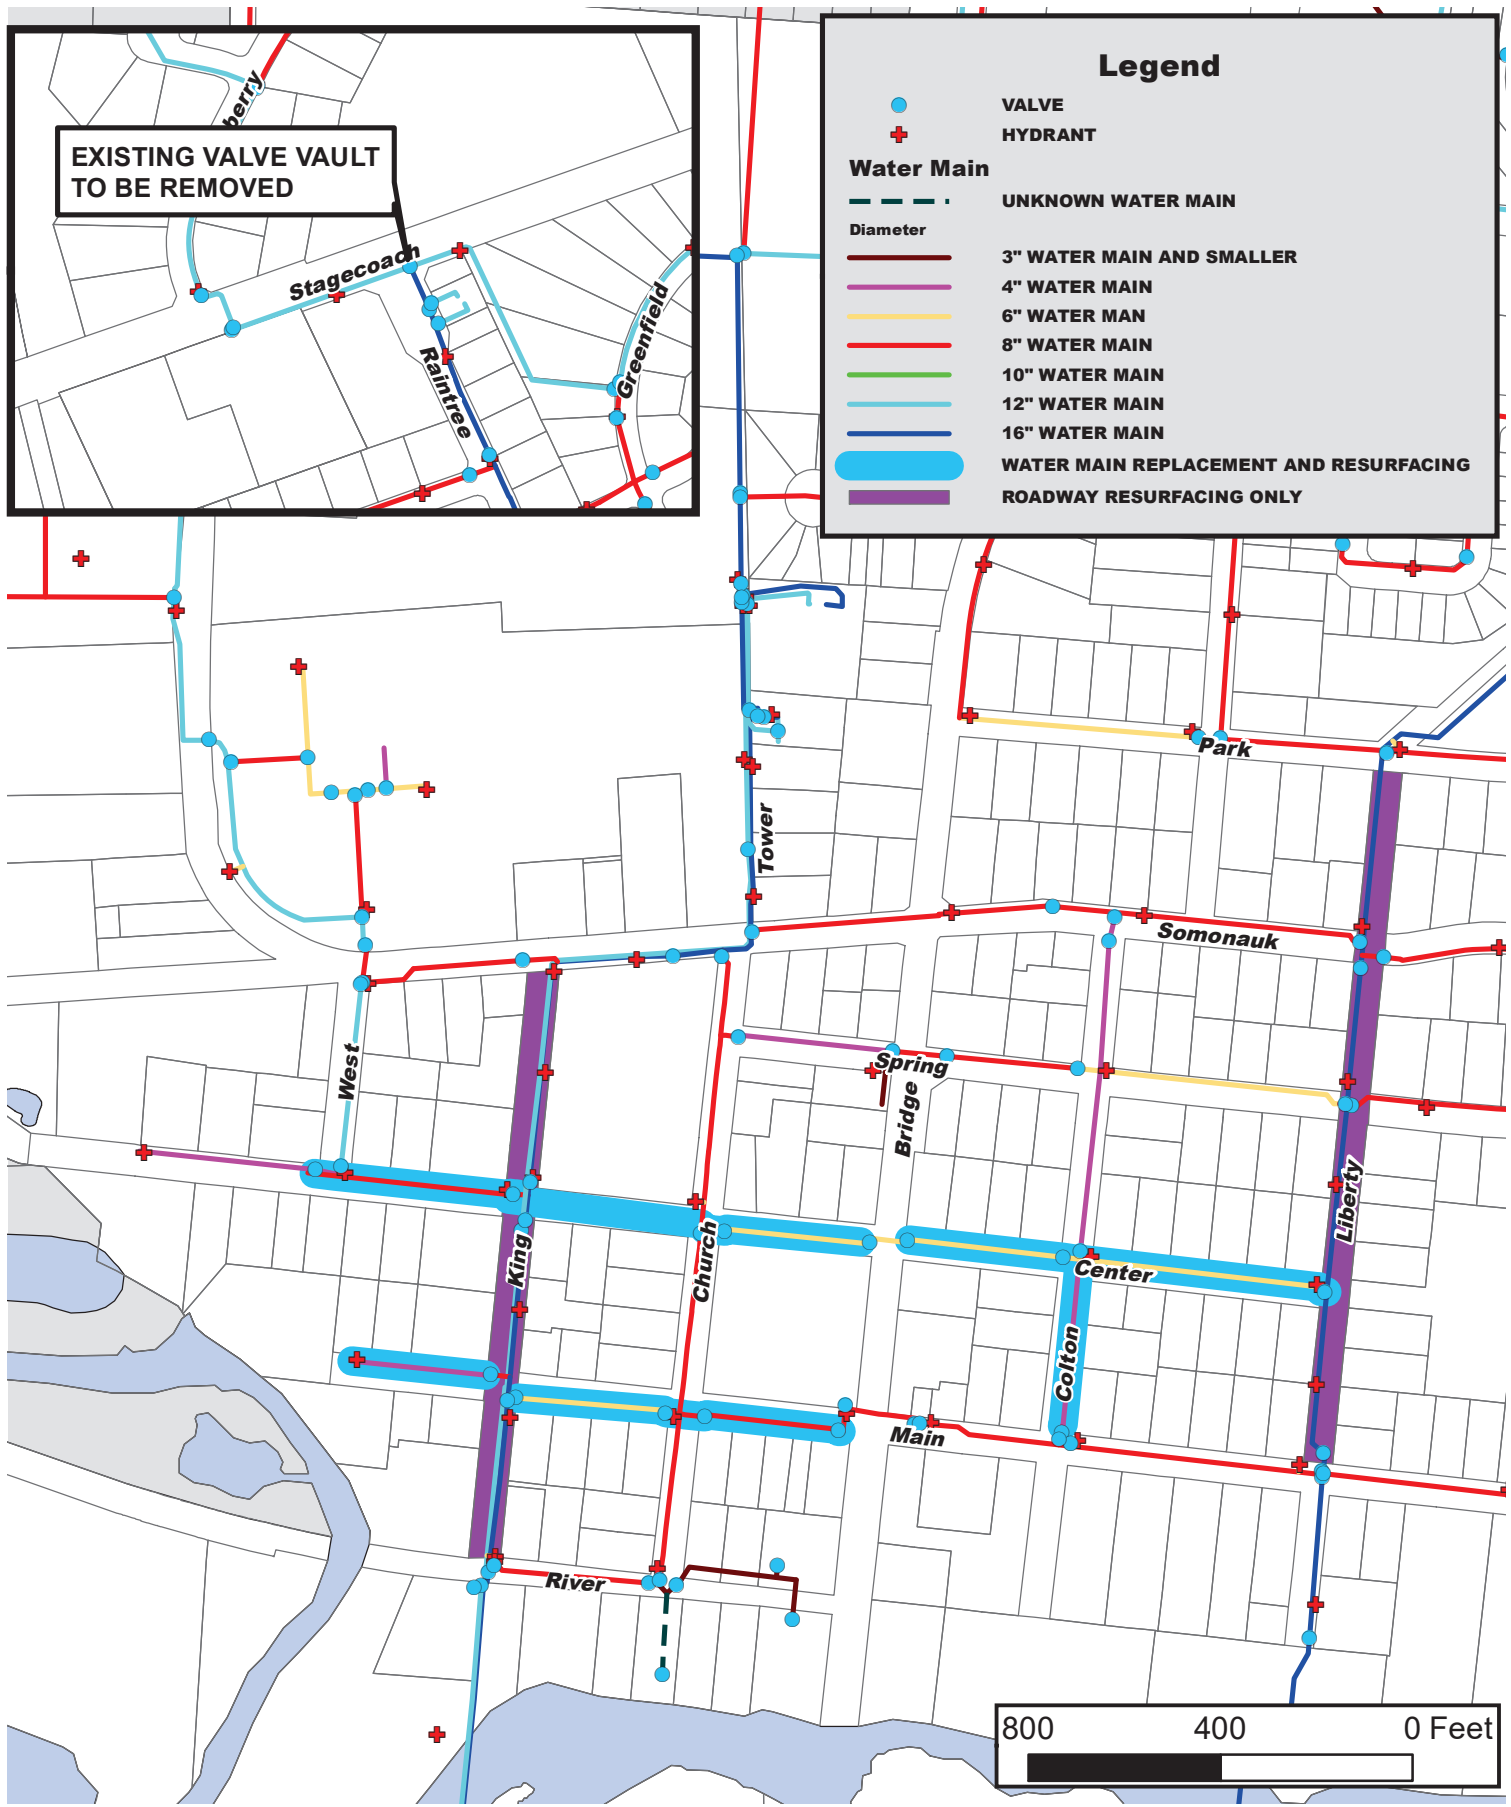 berry
EXISTING VALVE VAULT
TO BE REMOVED
Stagecoach
Raintree
Greenfield
Legend
VALVE
HYDRANT
Water Main
UNKNOWN WATER MAIN
Diameter
3" WATER MAIN AND SMALLER
4" WATER MAIN
6" WATER MAN
8" WATER MAIN
10" WATER MAIN
12" WATER MAIN
16" WATER MAIN
WATER MAIN REPLACEMENT AND RESURFACING
ROADWAY RESURFACING ONLY
Park
Tower
Somonauk
West
Spring
Bridge
Liberty
King
Church
Center
Colton
Main
River
800 400 0 Feet